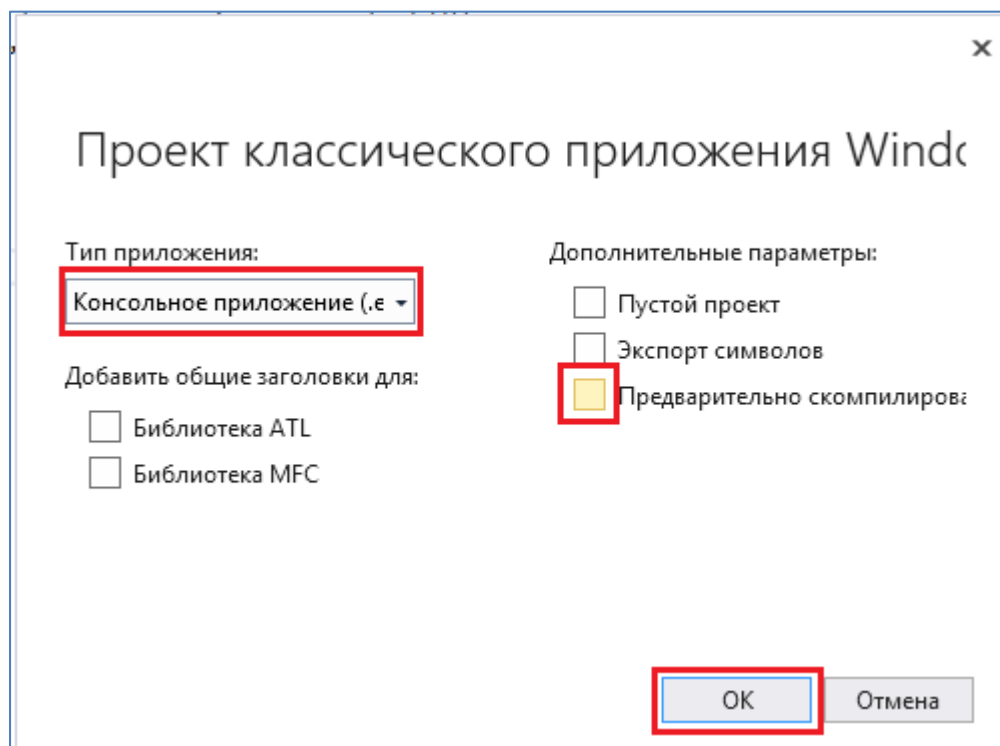 Проект классического приложения Windo
Тип приложения:
Консольное приложение (.е
Добавить общие заголовки для:
Библиотека ATL
Библиотека MFC
Дополнительные параметры:
Пустой проект
Экспорт символов
Предварительно скомпилирова
ОК
Отмена